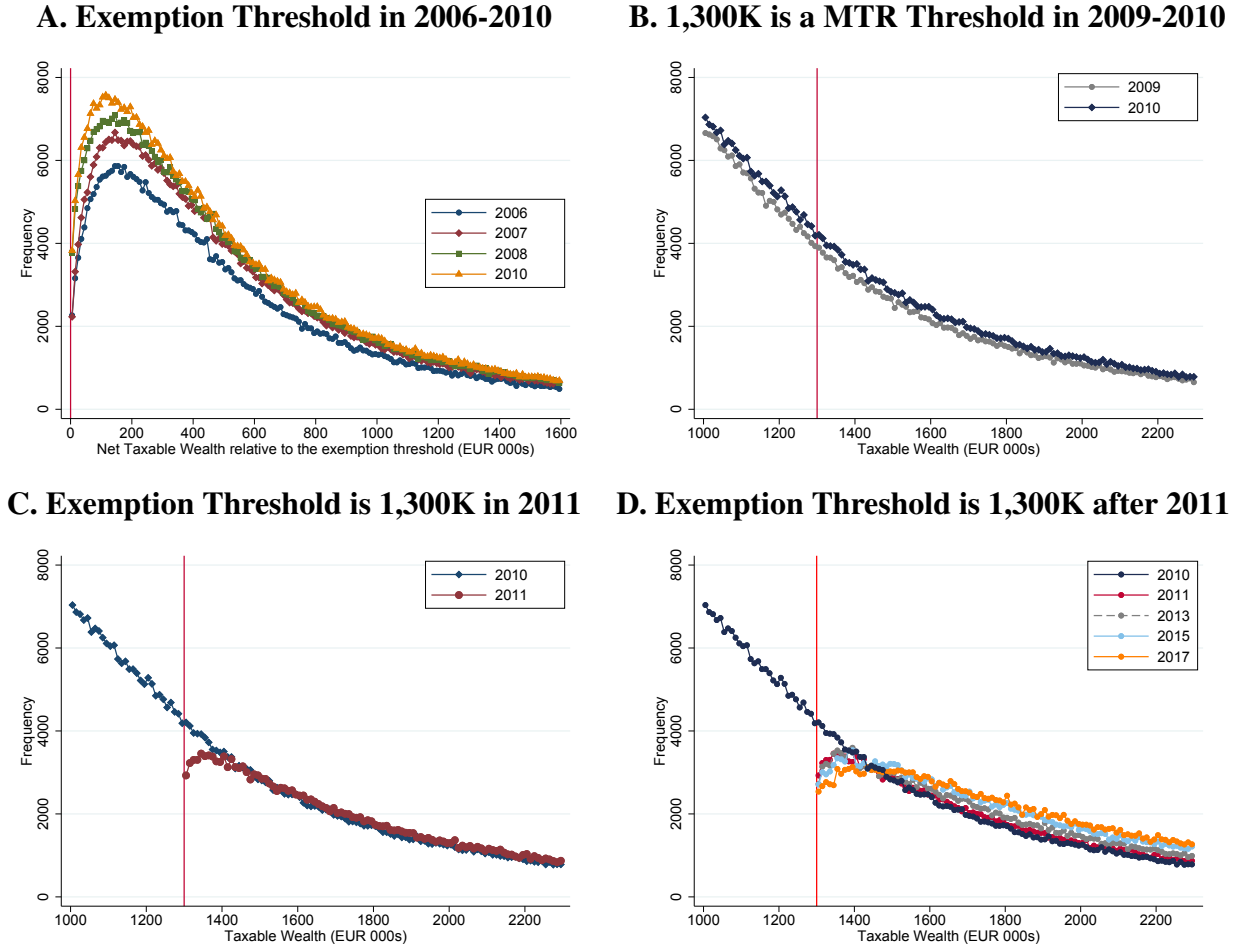 A. Exemption Threshold in 2006-2010
8000
6000
4000
2000
0
Frequency
2006
2007
2008
2010
0 200 400 600 800 1000 1200 1400 1600
Net Taxable Wealth relative to the exemption threshold (EUR 000s)
B. 1,300K is a MTR Threshold in 2009-2010
8000
6000
4000
2000
0
Frequency
2009
2010
1000 1200 1400 1600 1800 2000 2200
Taxable Wealth (EUR 000s)
C. Exemption Threshold is 1,300K in 2011
8000
6000
4000
2000
0
Frequency
2010
2011
1000 1200 1400 1600 1800 2000 2200
Taxable Wealth (EUR 000s)
D. Exemption Threshold is 1,300K after 2011
8000
6000
4000
2000
0
Frequency
2010
2011
2013
2015
2017
1000 1200 1400 1600 1800 2000 2200
Taxable Wealth (EUR 000s)